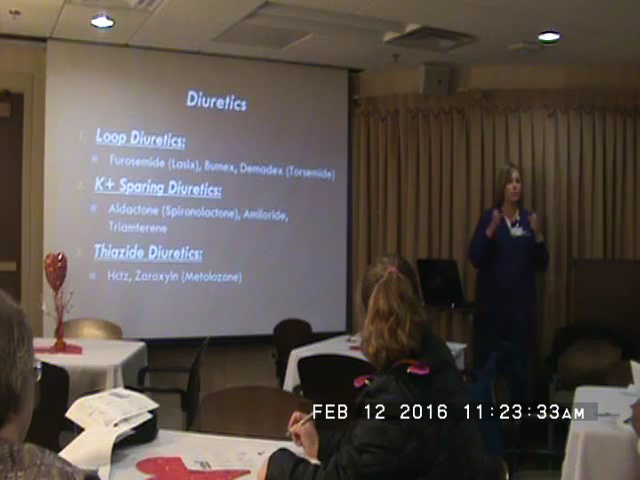 Diuretics
1. Loop Diuretics:
Furosemide (Lasix), Bumex, Demadex (Torsemide)
2. K+ Sparing Diuretics:
Aldactone (Spironolactone), Amiloride,
Triamterene
3. Thiazide Diuretics:
Hctz, Zaroxyln (Metolazone)
FEB 12 2016 11:23:33AM